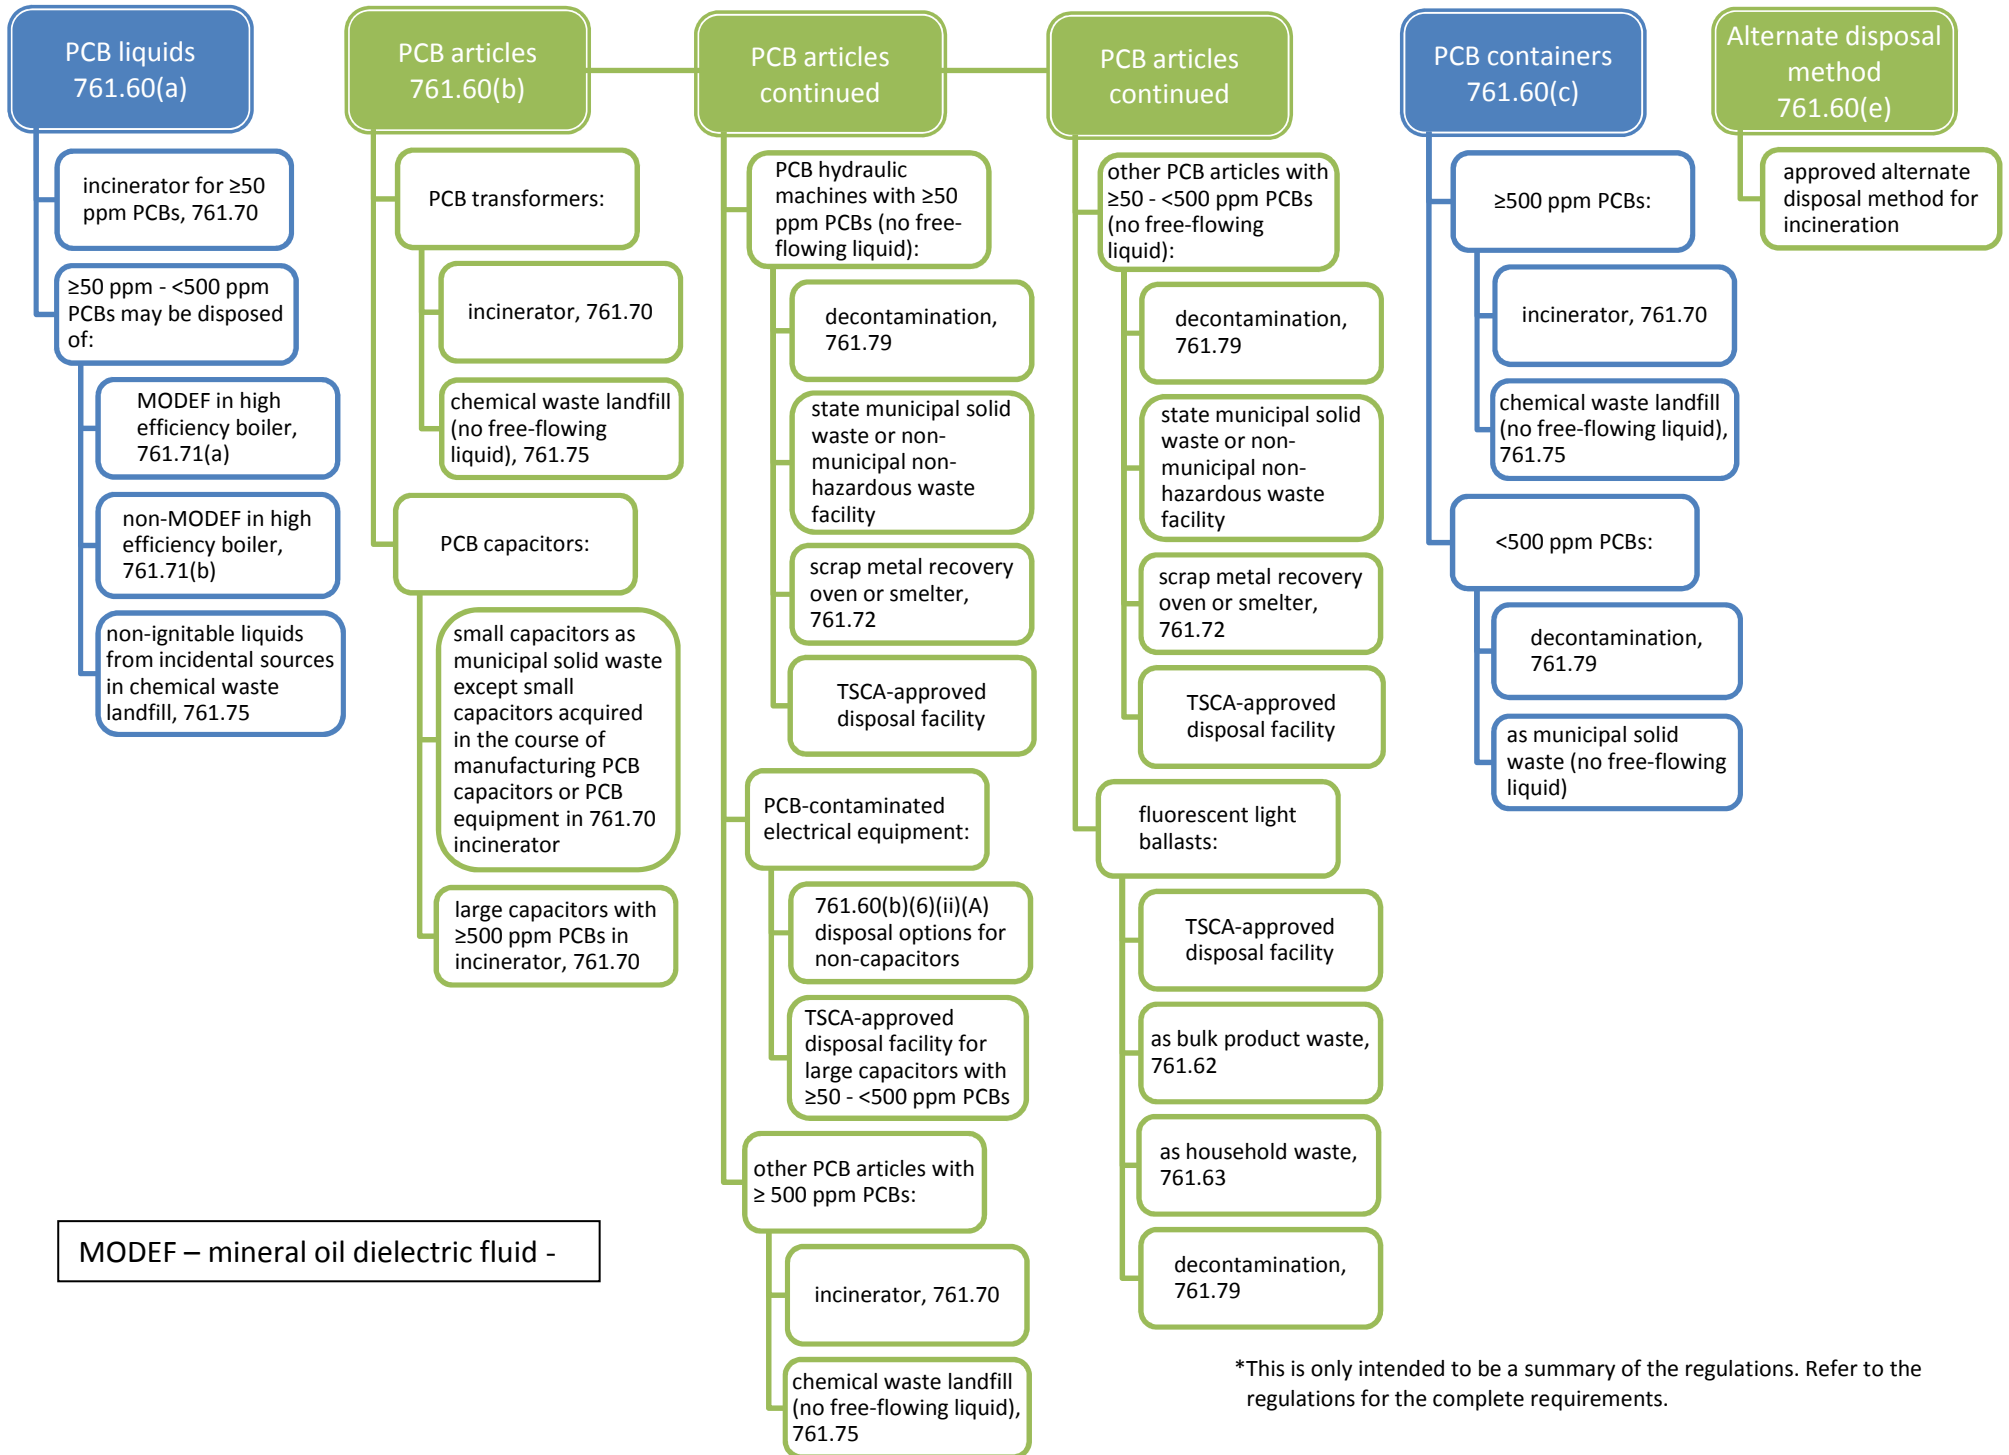 PCB liquids
761.60(a)
incinerator for ≥50
ppm PCBs, 761.70
≥50 ppm - <500 ppm
PCBs may be disposed
of:
MODEF in high
efficiency boiler,
761.71(a)
non-MODEF in high
efficiency boiler,
761.71(b)
non-ignitable liquids
from incidental sources
in chemical waste
landfill, 761.75
PCB articles
761.60(b)
PCB transformers:
incinerator, 761.70
chemical waste landfill
(no free-flowing
liquid), 761.75
PCB capacitors:
small capacitors as
municipal solid waste
except small
capacitors acquired
in the course of
manufacturing PCB
capacitors or PCB
equipment in 761.70
incinerator
large capacitors with
≥500 ppm PCBs in
incinerator, 761.70
PCB articles
continued
PCB hydraulic
machines with ≥50
ppm PCBs (no free-
flowing liquid):
decontamination,
761.79
state municipal solid
waste or non-
municipal non-
hazardous waste
facility
scrap metal recovery
oven or smelter,
761.72
TSCA-approved
disposal facility
PCB-contaminated
electrical equipment:
761.60(b)(6)(ii)(A)
disposal options for
non-capacitors
TSCA-approved
disposal facility for
large capacitors with
≥50 - <500 ppm PCBs
other PCB articles with
≥ 500 ppm PCBs:
incinerator, 761.70
chemical waste landfill
(no free-flowing liquid),
761.75
PCB articles
continued
other PCB articles with
≥50 - <500 ppm PCBs
(no free-flowing
liquid):
decontamination,
761.79
state municipal solid
waste or non-
municipal non-
hazardous waste
facility
scrap metal recovery
oven or smelter,
761.72
TSCA-approved
disposal facility
fluorescent light
ballasts:
TSCA-approved
disposal facility
as bulk product waste,
761.62
as household waste,
761.63
decontamination,
761.79
PCB containers
761.60(c)
≥500 ppm PCBs:
incinerator, 761.70
chemical waste landfill
(no free-flowing liquid),
761.75
<500 ppm PCBs:
decontamination,
761.79
as municipal solid
waste (no free-flowing
liquid)
Alternate disposal
method
761.60(e)
approved alternate
disposal method for
incineration
MODEF – mineral oil dielectric fluid -
*This is only intended to be a summary of the regulations. Refer to the
regulations for the complete requirements.